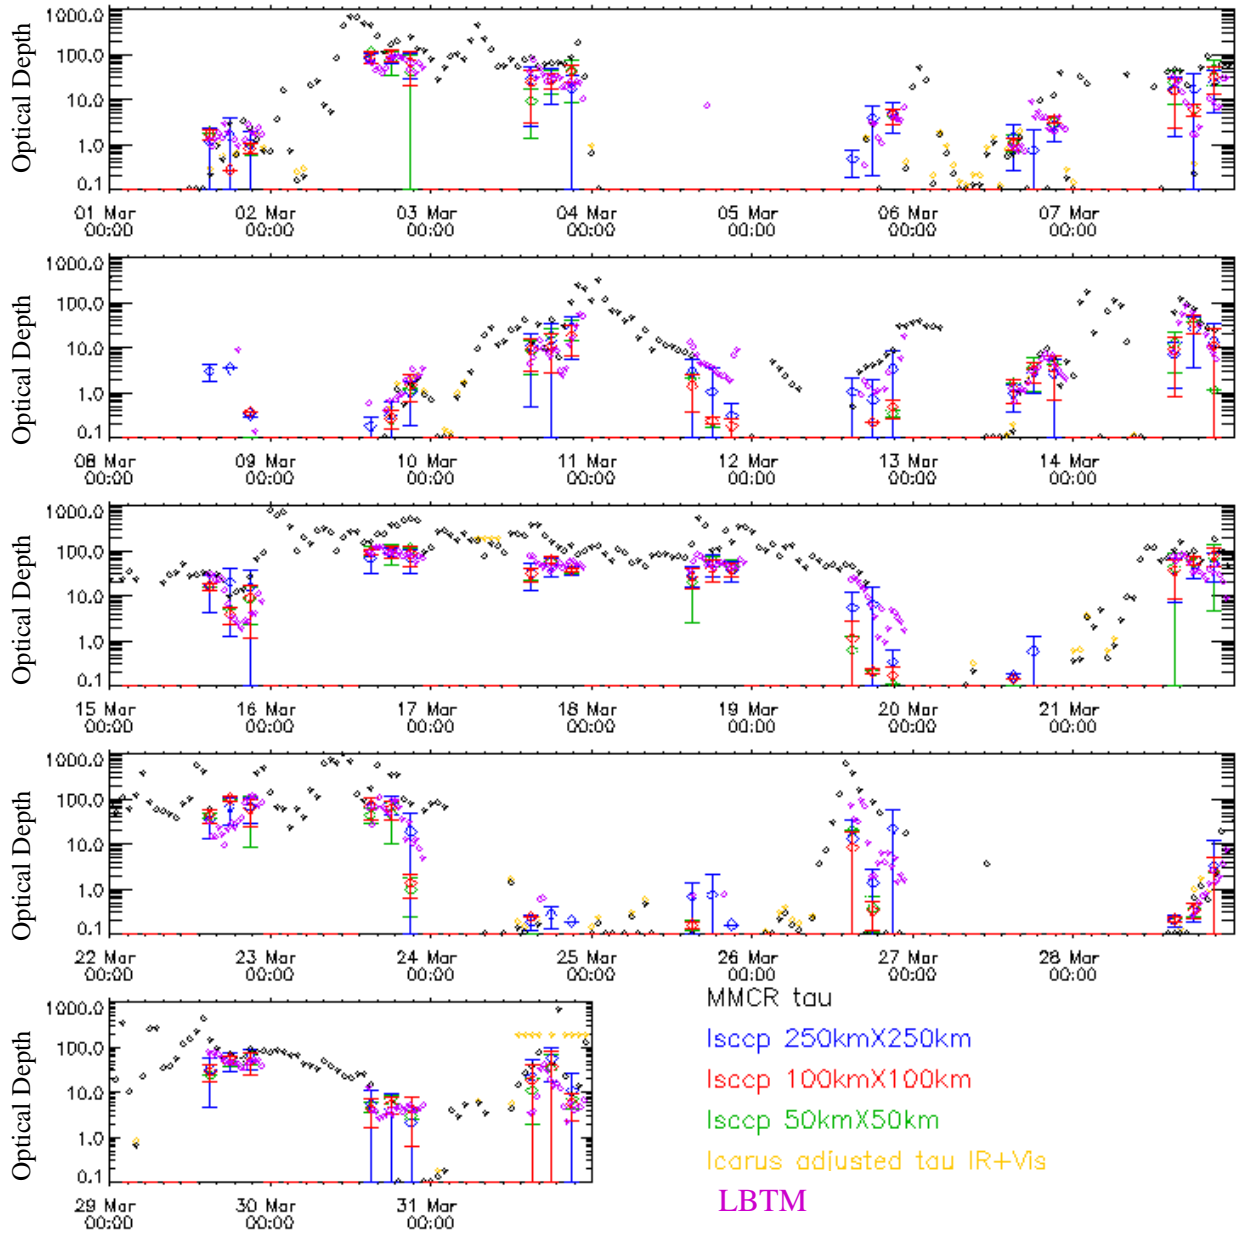 Optical Depth
1000.0
100.0
10.0
1.0
0.1
01 Mar 00:00 02 Mar 00:00 03 Mar 00:00 04 Mar 00:00 05 Mar 00:00 06 Mar 00:00 07 Mar 00:00
Optical Depth
1000.0
100.0
10.0
1.0
0.1
08 Mar 00:00 09 Mar 00:00 10 Mar 00:00 11 Mar 00:00 12 Mar 00:00 13 Mar 00:00 14 Mar 00:00
Optical Depth
1000.0
100.0
10.0
1.0
0.1
15 Mar 00:00 16 Mar 00:00 17 Mar 00:00 18 Mar 00:00 19 Mar 00:00 20 Mar 00:00 21 Mar 00:00
Optical Depth
1000.0
100.0
10.0
1.0
0.1
22 Mar 00:00 23 Mar 00:00 24 Mar 00:00 25 Mar 00:00 26 Mar 00:00 27 Mar 00:00 28 Mar 00:00
Optical Depth
1000.0
100.0
10.0
1.0
0.1
29 Mar 00:00 30 Mar 00:00 31 Mar 00:00
MMCR tau
Isccp 250kmX250km
Isccp 100kmX100km
Isccp 50kmX50km
Icarus adjusted tau IR+Vis
LBTM